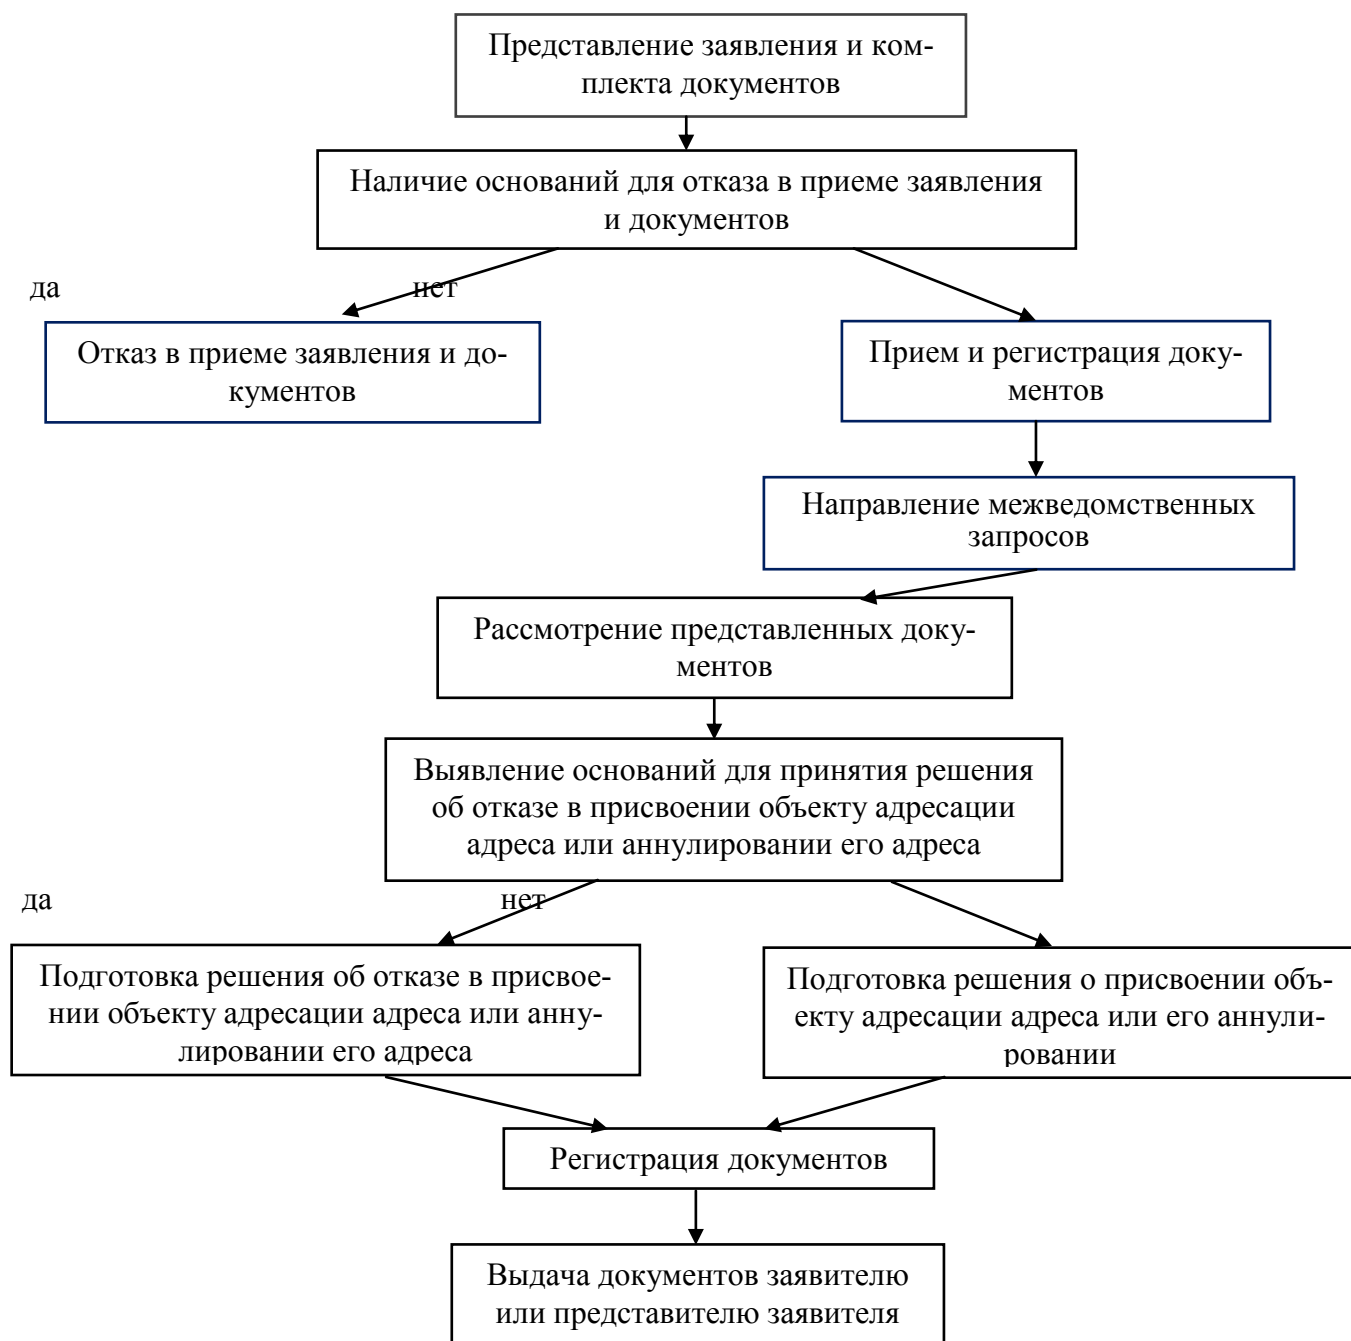 Представление заявления и ком-
плекта документов
Наличие оснований для отказа в приеме заявления
и документов
да нет
Отказ в приеме заявления и до-
кументов
Прием и регистрация доку-
ментов
Направление межведомственных
запросов
Рассмотрение представленных доку-
ментов
Выявление оснований для принятия решения
об отказе в присвоении объекту адресации
адреса или аннулировании его адреса
да нет
Подготовка решения об отказе в присвое-
нии объекту адресации адреса или анну-
лировании его адреса
Подготовка решения о присвоении объ-
екту адресации адреса или его аннули-
ровании
Регистрация документов
Выдача документов заявителю
или представителю заявителя